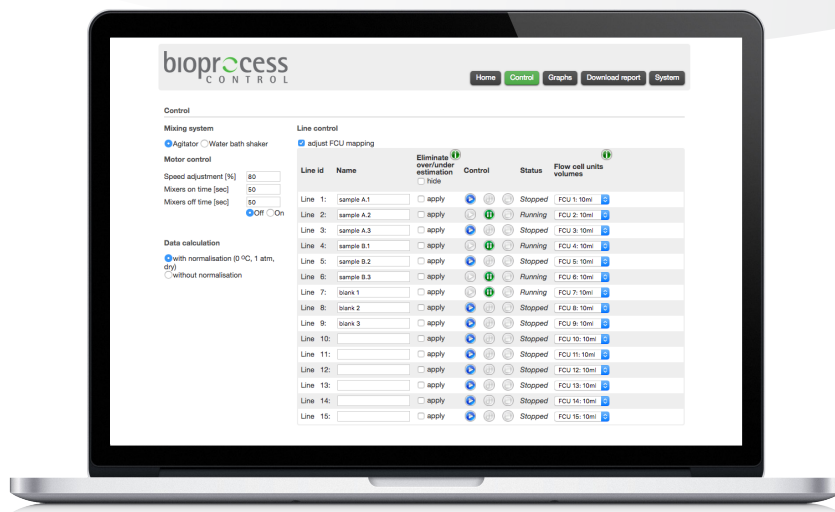 bioprocess
CONTROL
Home Control Graphs Download report System
Control
Mixing system
Agitator Water bath shaker
Motor control
Speed adjustment [%] 80
Mixers on time [sec] 50
Mixers off time [sec] 50
Off On
Data calculation
with normalisation (0 ºC, 1 atm,
dry)
without normalisation
Line control
adjust FCU mapping
Line id Name Eliminate over/under estimation hide Control Status Flow cell units volumes
Line 1: sample A.1 apply Stopped FCU 1: 10ml
Line 2: sample A.2 apply Running FCU 2: 10ml
Line 3: sample A.3 apply Stopped FCU 3: 10ml
Line 4: sample B.1 apply Running FCU 4: 10ml
Line 5: sample B.2 apply Stopped FCU 5: 10ml
Line 6: sample B.3 apply Running FCU 6: 10ml
Line 7: blank 1 apply Running FCU 7: 10ml
Line 8: blank 2 apply Stopped FCU 8: 10ml
Line 9: blank 3 apply Stopped FCU 9: 10ml
Line 10: apply Stopped FCU 10: 10ml
Line 11: apply Stopped FCU 11: 10ml
Line 12: apply Stopped FCU 12: 10ml
Line 13: apply Stopped FCU 13: 10ml
Line 14: apply Stopped FCU 14: 10ml
Line 15: apply Stopped FCU 15: 10ml